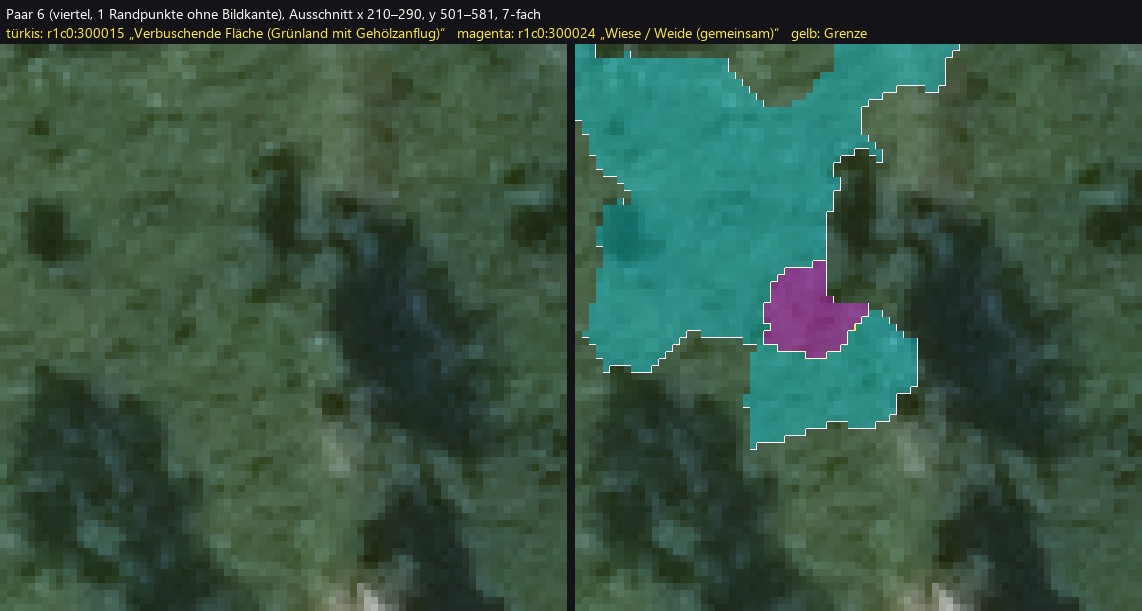 Paar 6 (viertel, 1 Randpunkte ohne Bildkante), Ausschnitt x 210–290, y 501–581, 7-fach
türkis: r1c0:300015 „Verbuschende Fläche (Grünland mit Gehölzanflug)“ magenta: r1c0:300024 „Wiese / Weide (gemeinsam)“ gelb: Grenze